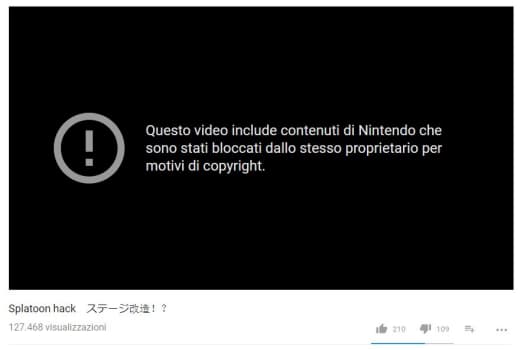 Questo video include contenuti di Nintendo che
sono stati bloccati dallo stesso proprietario per
motivi di copyright.
Splatoon hack　ステージ改造！？
127.468 visualizzazioni
210
109